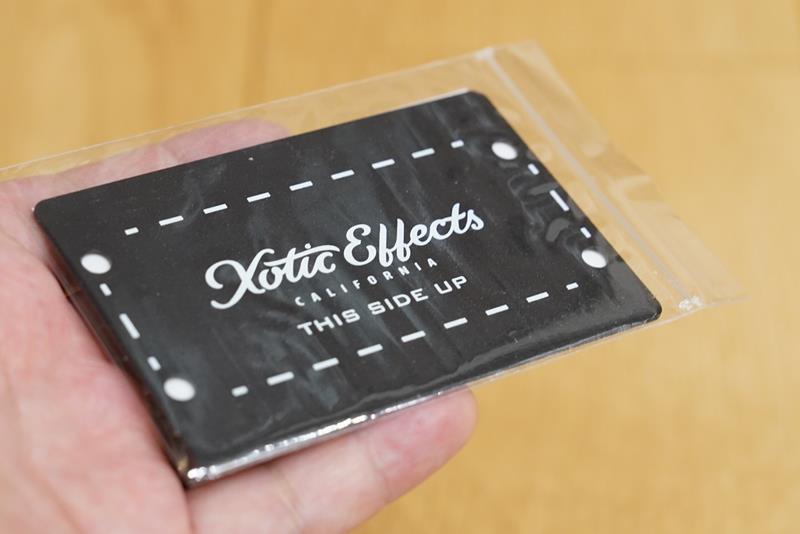 Xotic Effects
CALIFORNIA
THIS SIDE UP